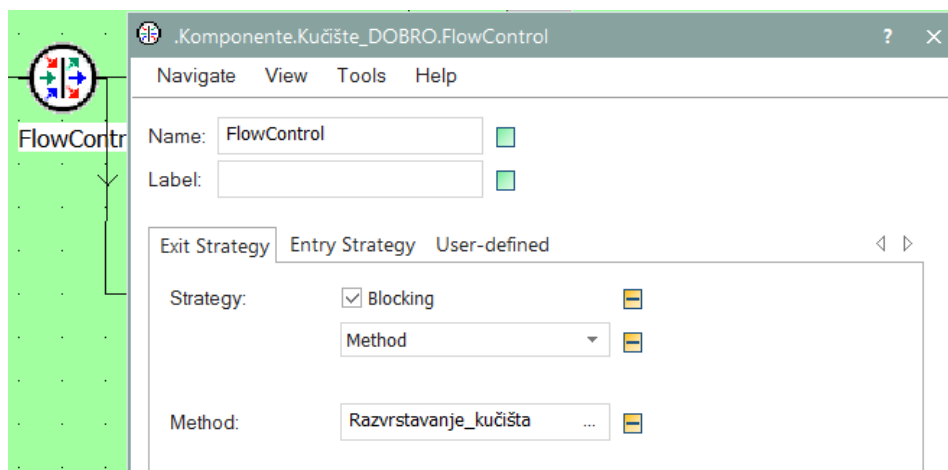 .Komponente.Kučište_DOBRO.FlowControl ? ×
Navigate View Tools Help
FlowContr
Name: FlowControl
Label:
Exit Strategy Entry Strategy User-defined
Strategy: Blocking
Method
Method: Razvrstavanje_kučišta ...